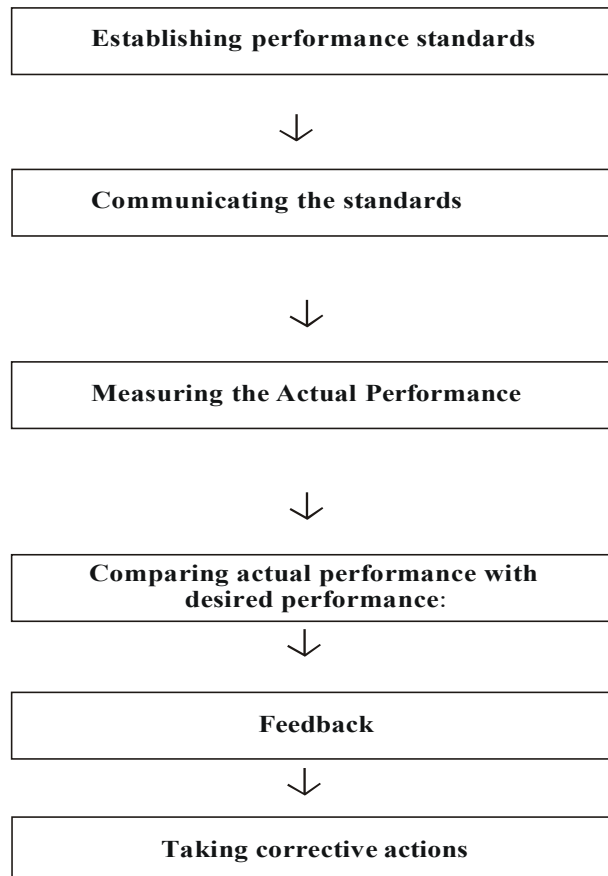 Establishing performance standards
Communicating the standards
Measuring the Actual Performance
Comparing actual performance with
desired performance:
Feedback
Taking corrective actions